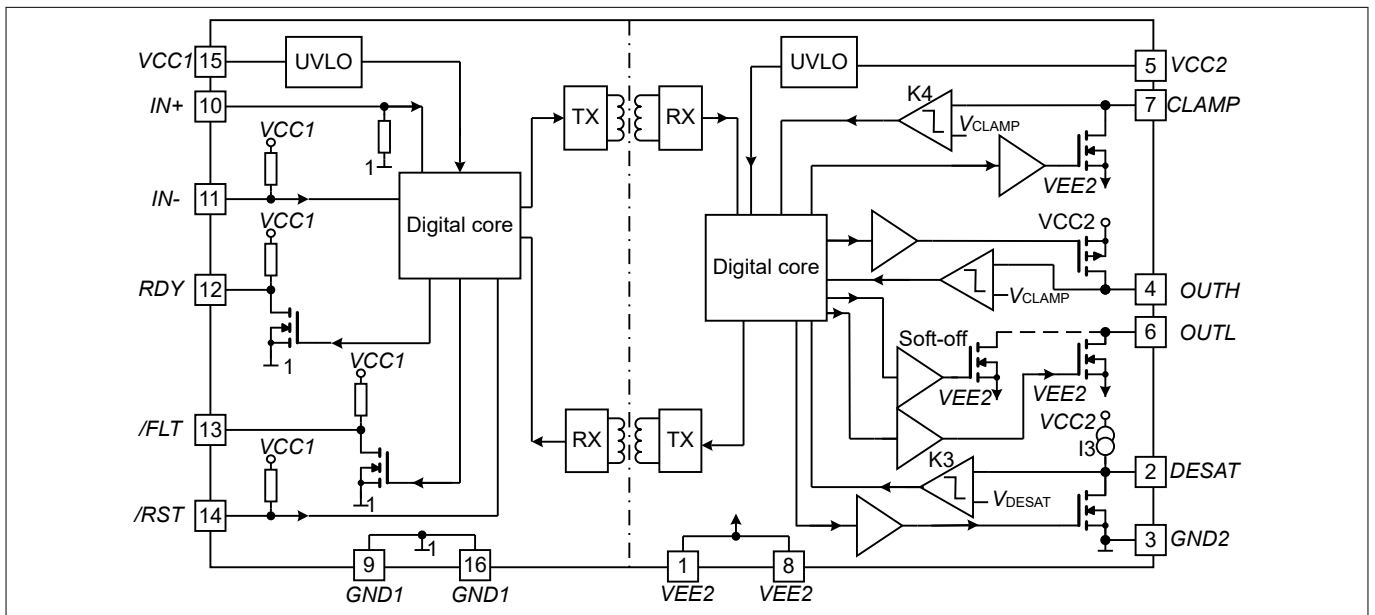 VCC1
15
UVLO
IN+
10
VCC1
1
IN-
11
VCC1
RDY
12
1
VCC1
/FLT
13
VCC1
1
/RST
14
1
9
16
GND1
GND1
Digital core
TX
RX
RX
TX
UVLO
5
VCC2
K4
7
CLAMP
VCLAMP
VEE2
VCC2
Digital core
VCLAMP
4
OUTH
Soft-off
6
OUTL
VEE2
VEE2
VCC2
I3
K3
2
DESAT
VDESAT
3
GND2
1
8
VEE2
VEE2